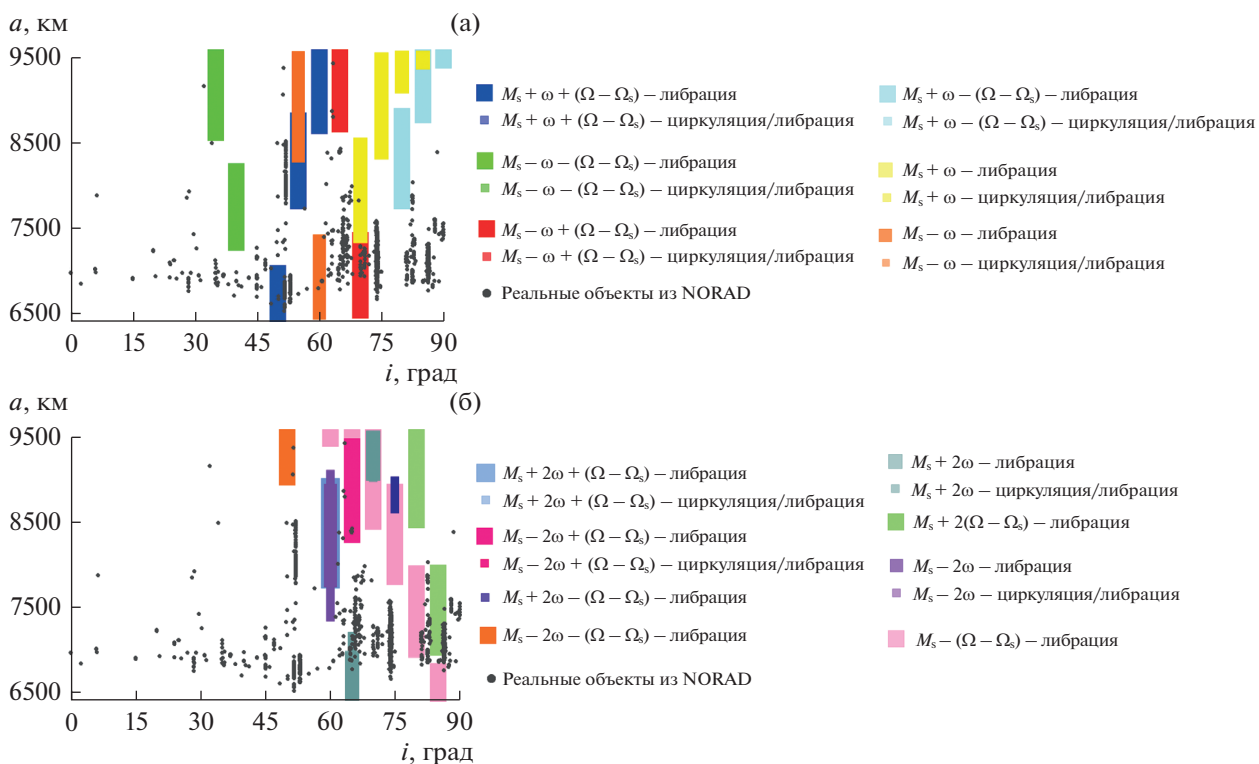 a, км
(а)
9500
8500
7500
6500
0 15 30 45 60 75 90
i, град
Ms + ω + (Ω – Ωs) – либрация
Ms + ω + (Ω – Ωs) – циркуляция/либрация
Ms – ω – (Ω – Ωs) – либрация
Ms – ω – (Ω – Ωs) – циркуляция/либрация
Ms – ω + (Ω – Ωs) – либрация
Ms – ω + (Ω – Ωs) – циркуляция/либрация
Реальные объекты из NORAD
Ms + ω – (Ω – Ωs) – либрация
Ms + ω – (Ω – Ωs) – циркуляция/либрация
Ms + ω – либрация
Ms + ω – циркуляция/либрация
Ms – ω – либрация
Ms – ω – циркуляция/либрация
a, км
(б)
9500
8500
7500
6500
0 15 30 45 60 75 90
i, град
Ms + 2ω + (Ω – Ωs) – либрация
Ms + 2ω + (Ω – Ωs) – циркуляция/либрация
Ms – 2ω + (Ω – Ωs) – либрация
Ms – 2ω + (Ω – Ωs) – циркуляция/либрация
Ms + 2ω – (Ω – Ωs) – либрация
Ms – 2ω – (Ω – Ωs) – либрация
Реальные объекты из NORAD
Ms + 2ω – либрация
Ms + 2ω – циркуляция/либрация
Ms + 2(Ω – Ωs) – либрация
Ms – 2ω – либрация
Ms – 2ω – циркуляция/либрация
Ms – (Ω – Ωs) – либрация